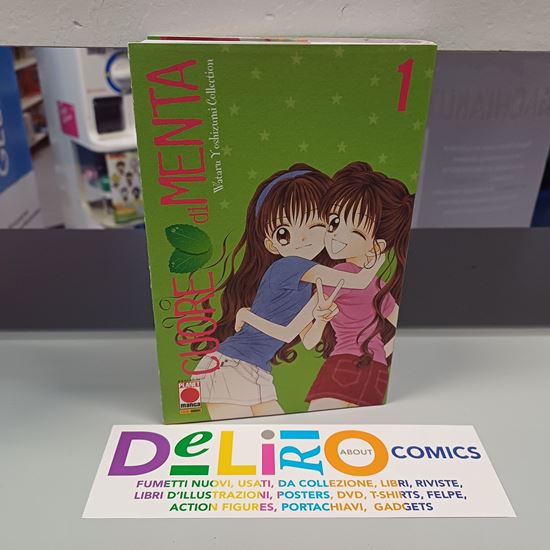 CUORE di MENTA
Wataru Yoshizumi Collection
1
PLANET
manga
DeLiRiO ABOUT COMICS
FUMETTI NUOVI, USATI, DA COLLEZIONE, LIBRI, RIVISTE,
LIBRI D'ILLUSTRAZIONI, POSTERS, DVD, T-SHIRTS, FELPE,
ACTION FIGURES, PORTACHIAVI, GADGETS